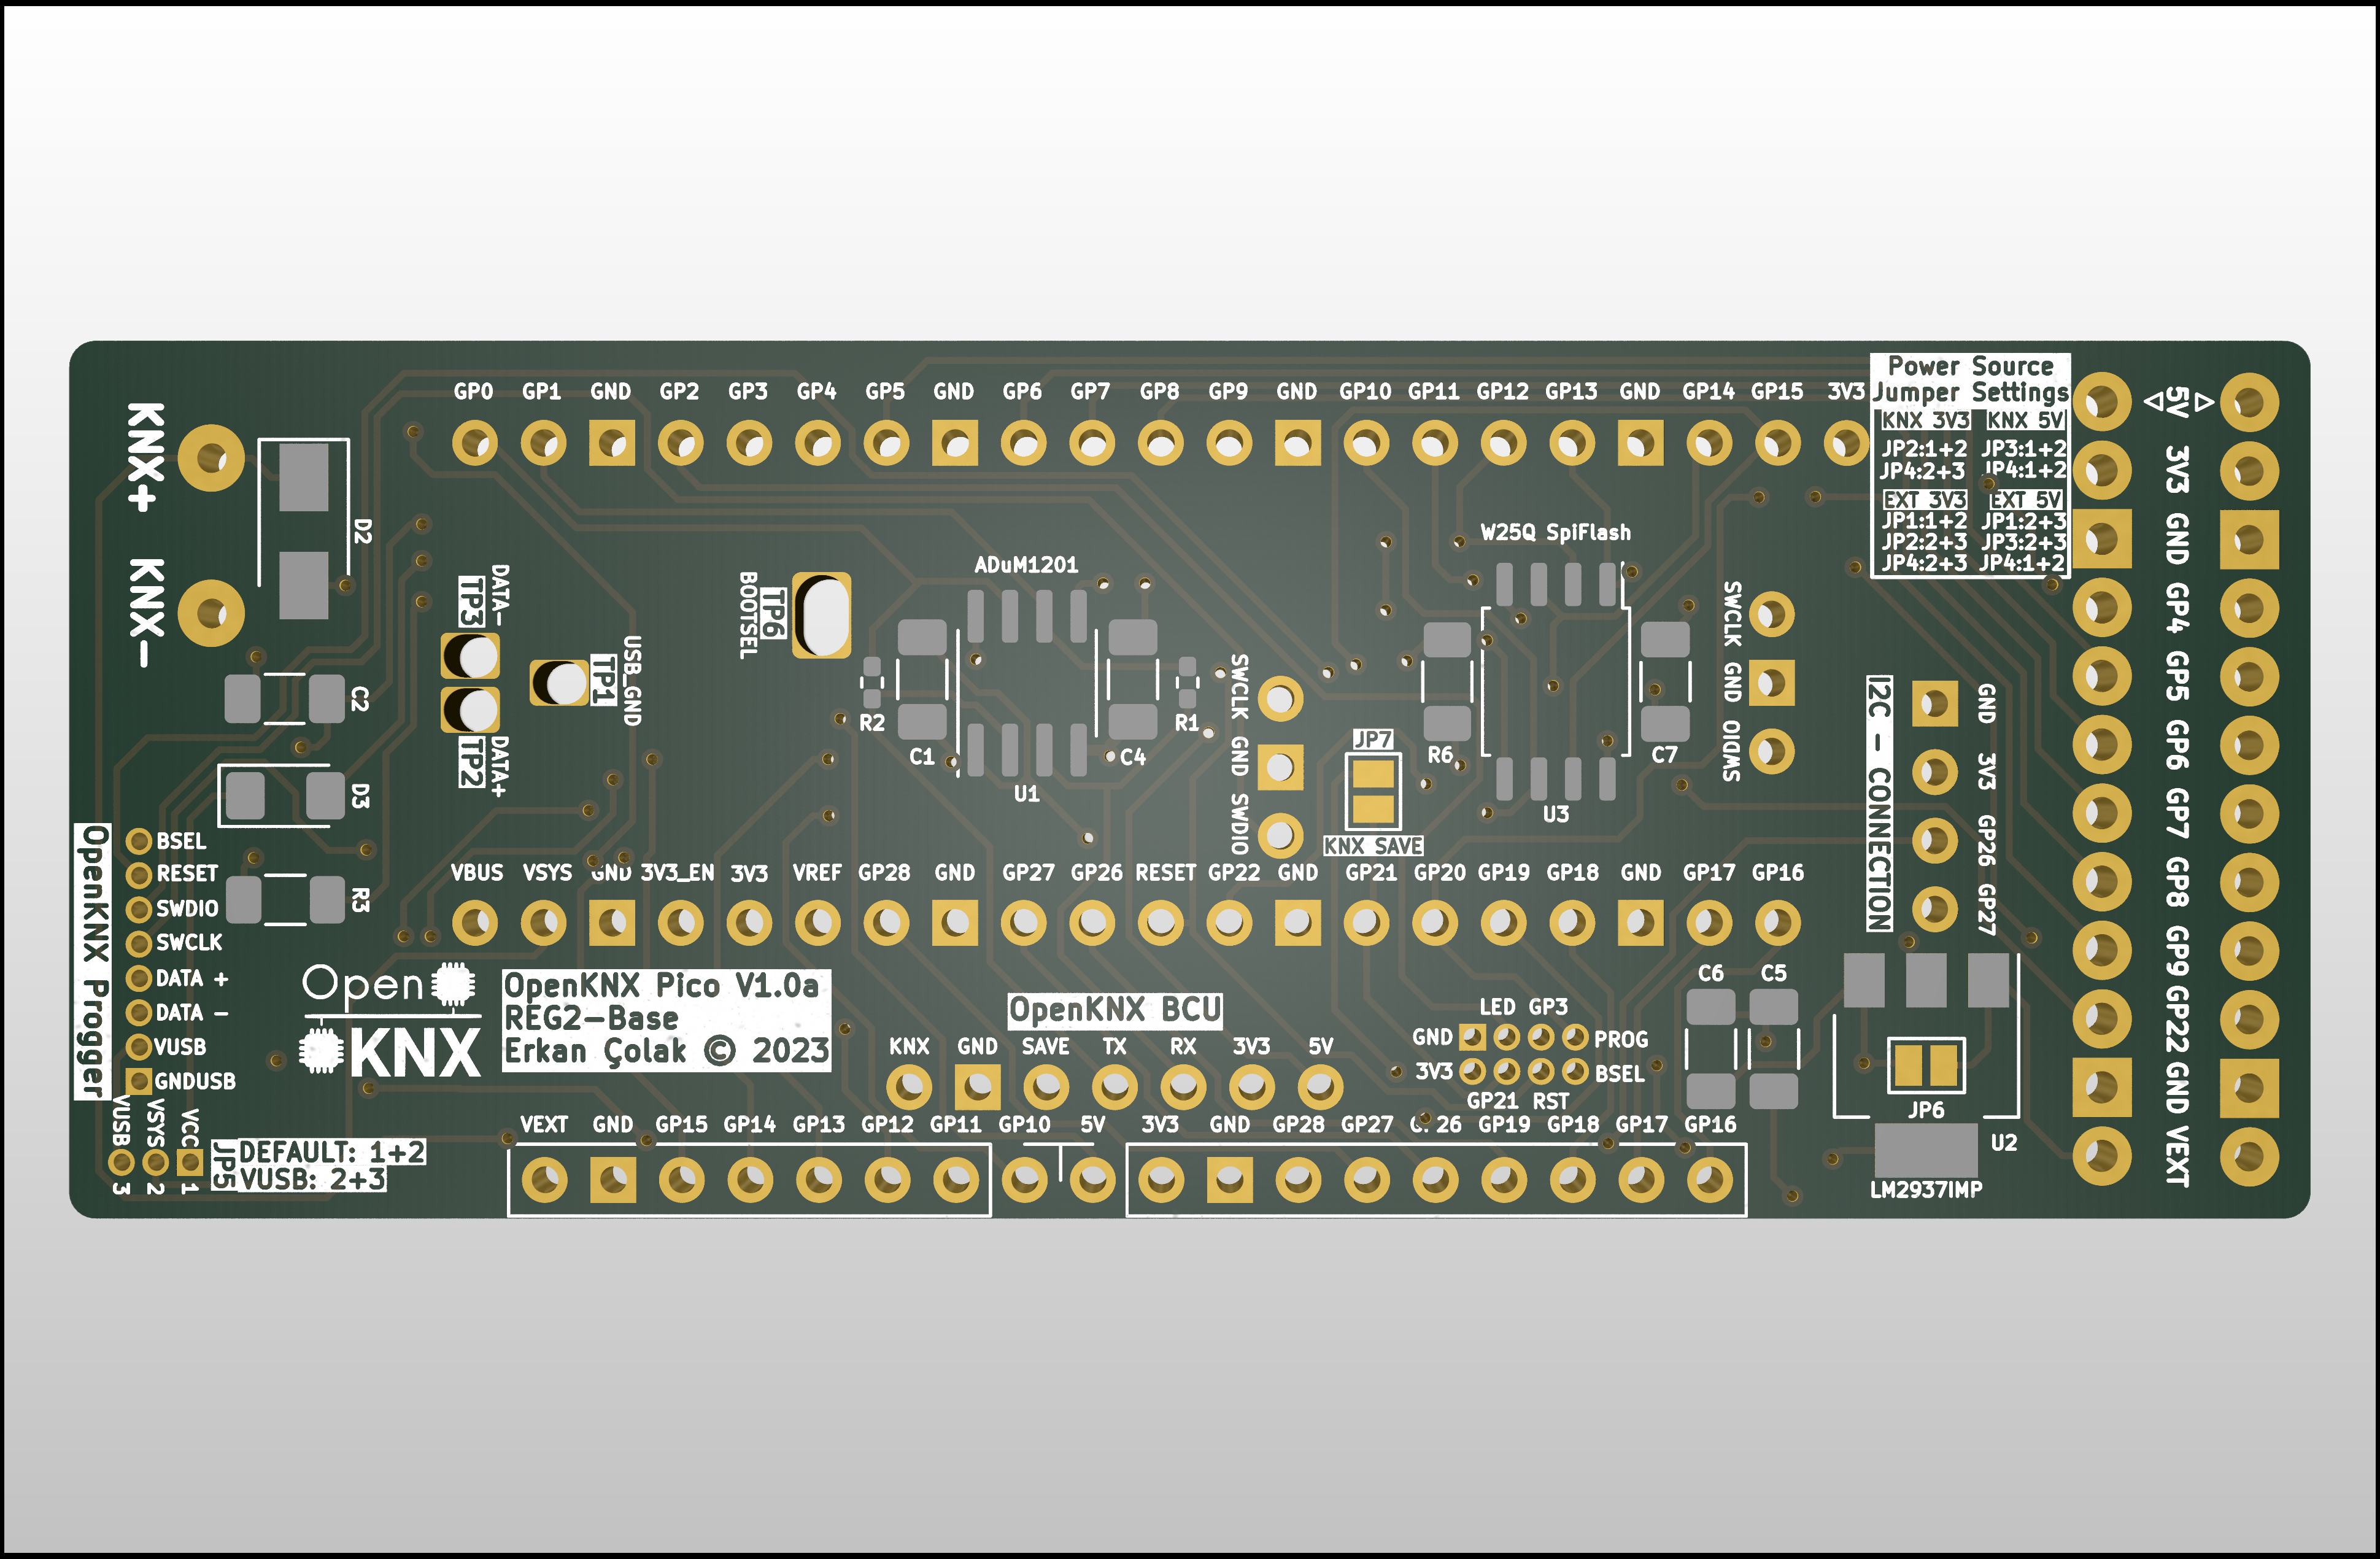 GP0 GP1 GND GP2 GP3 GP4 GP5 GND GP6 GP7 GP8 GP9 GND GP10 GP11 GP12 GP13 GND GP14 GP15 3V3
Power Source
Jumper Settings
KNX 3V3 KNX 5V
JP2:1+2 JP3:1+2
JP4:2+3 JP4:1+2
EXT 3V3 EXT 5V
JP1:1+2 JP1:2+3
JP2:2+3 JP3:2+3
JP4:2+3 JP4:1+2
5V
3V3
GND
GP4
GP5
GP6
GP7
GP8
GP9
GP22
GND
VEXT
KNX+
KNX-
D2
C2
D3
R3
TP3
DATA-
TP2
DATA+
TP1
USB_GND
TP6
BOOTSEL
ADuM1201
R2
C1
C4
R1
U1
SWCLK GND SWDIO
W25Q SpiFlash
R6
C7
U3
JP7
KNX SAVE
SWCLK GND SWDIO
I2C - CONNECTION
GND
3V3
GP26
GP27
OpenKNX Progger
BSEL
RESET
SWDIO
SWCLK
DATA +
DATA -
VUSB
GNDUSB
VBUS VSYS GND 3V3_EN 3V3 VREF GP28 GND GP27 GP26 RESET GP22 GND GP21 GP20 GP19 GP18 GND GP17 GP16
Open
KNX
OpenKNX Pico V1.0a
REG2-Base
Erkan Çolak © 2023
OpenKNX BCU
KNX GND SAVE TX RX 3V3 5V
LED GP3
GND PROG
3V3 BSEL
GP21 RST
C6 C5
JP6
U2
LM2937IMP
VUSB VSYS VCC
3 2 1
JP5
DEFAULT: 1+2
VUSB: 2+3
VEXT GND GP15 GP14 GP13 GP12 GP11 GP10 5V 3V3 GND GP28 GP27 GP26 GP19 GP18 GP17 GP16